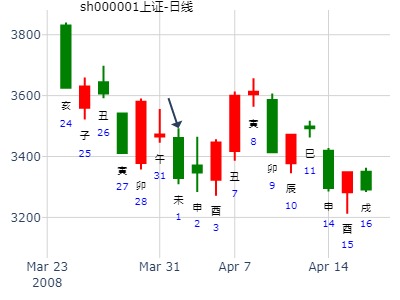 sh000001上证-日线
3800
3600
3400
3200
亥
24
子
25
丑
26
寅
27
卯
28
午
31
未
1
申
2
酉
3
丑
7
寅
8
卯
9
辰
10
巳
11
申
14
酉
15
戌
16
Mar 23
2008
Mar 31
Apr 7
Apr 14